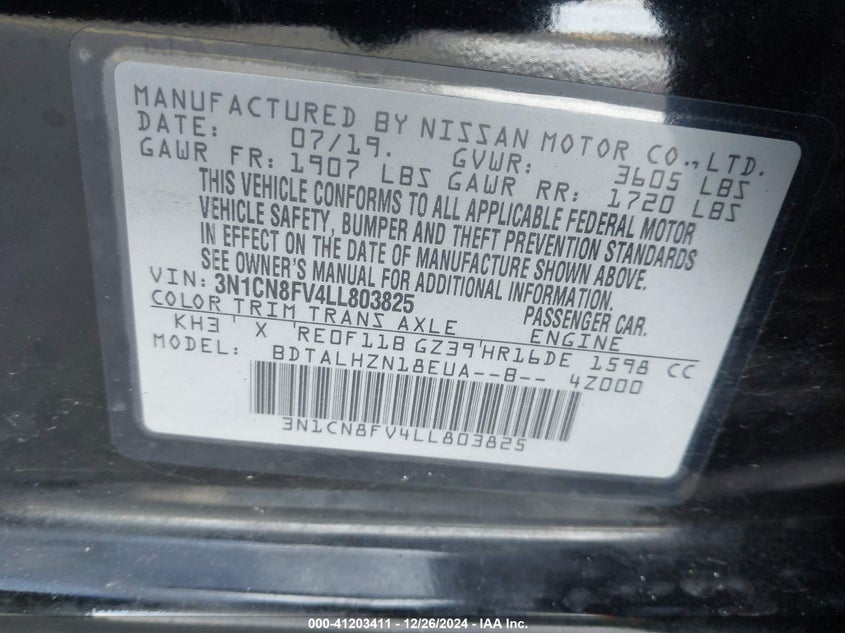 MANUFACTURED BY NISSAN MOTOR CO., LTD.
DATE: 07/19. GVWR: 3605 LBS
GAWR FR: 1907 LBS GAWR RR: 1720 LBS
THIS VEHICLE CONFORMS TO ALL APPLICABLE FEDERAL MOTOR
VEHICLE SAFETY, BUMPER AND THEFT PREVENTION STANDARDS
IN EFFECT ON THE DATE OF MANUFACTURE SHOWN ABOVE.
SEE OWNER'S MANUAL FOR ADDITIONAL INFORMATION.
VIN: 3N1CN8FV4LL803825 PASSENGER CAR.
COLOR TRIM TRANS AXLE ENGINE
KH3' X 'RE0F11B GZ39'HR16DE 1598 CC
MODEL: BDTALHZN18EUA--B-- 4Z000
3N1CN8FV4LL803825
000-41203411 - 12/26/2024 - IAA Inc.